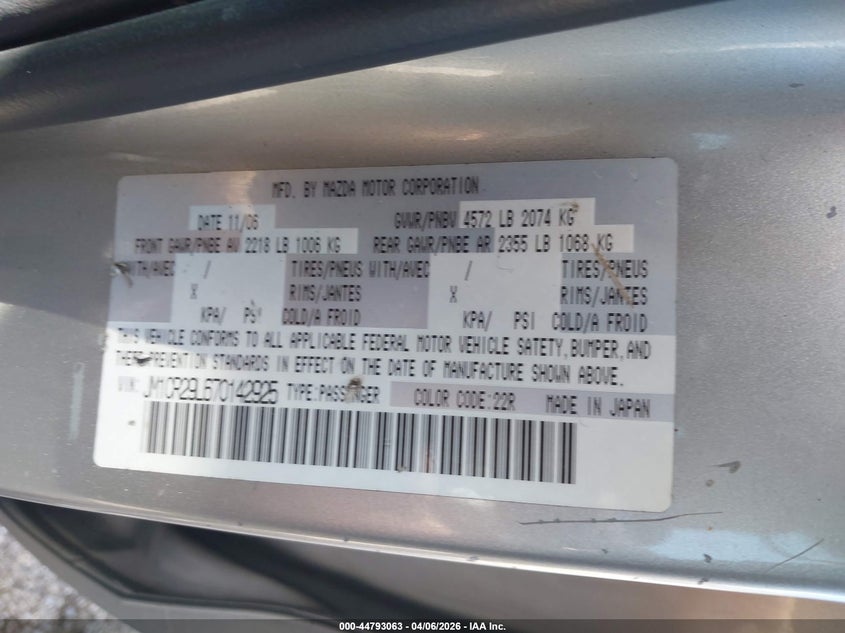 MFD. BY MAZDA MOTOR CORPORATION
DATE 11/06 GVWR/PNBV 4572 LB 2074 KG
FRONT GAWR/PNBE AV 2218 LB 1006 KG REAR GAWR/PNBE AR 2355 LB 1068 KG
WITH/AVEC / TIRES/PNEUS WITH/AVEC / TIRES/PNEUS
X RIMS/JANTES X RIMS/JANTES
KPA/ PSI COLD/A FROID KPA/ PSI COLD/A FROID
THIS VEHICLE CONFORMS TO ALL APPLICABLE FEDERAL MOTOR VEHICLE SAFETY, BUMPER, AND
THEFT PREVENTION STANDARDS IN EFFECT ON THE DATE OF MANUFACTURE SHOWN ABOVE.
VIN: JM1CR29L670142925 TYPE:PASSENGER COLOR CODE:22R MADE IN JAPAN
000-44793063 - 04/06/2026 - IAA Inc.